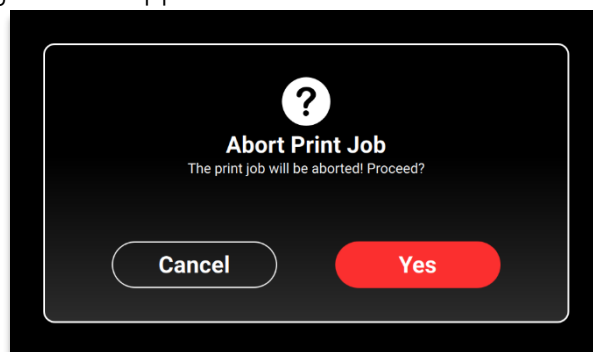 Abort Print Job
The print job will be aborted! Proceed?
Cancel
Yes